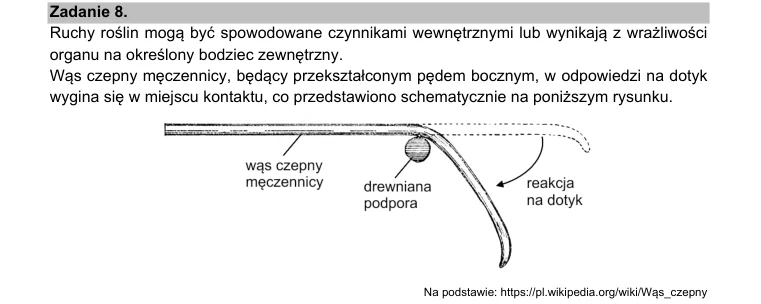 Zadanie 8.
Ruchy roślin mogą być spowodowane czynnikami wewnętrznymi lub wynikają z wrażliwości
organu na określony bodziec zewnętrzny.
Wąs czepny męczennicy, będący przekształconym pędem bocznym, w odpowiedzi na dotyk
wygina się w miejscu kontaktu, co przedstawiono schematycznie na poniższym rysunku.
wąs czepny
męczennicy
drewniana
podpora
reakcja
na dotyk
Na podstawie: https://pl.wikipedia.org/wiki/Wąs_czepny